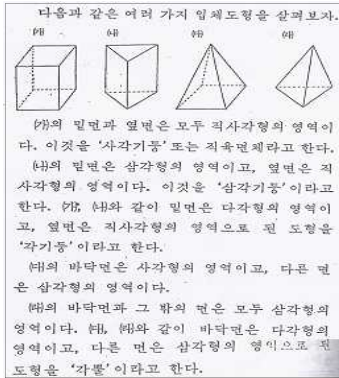 다음과 같은 여러 가지 입체도형을 살펴보자.
㈎ ㈏ ㈐ ㈑
㈎의 밑면과 옆면은 모두 직사각형의 영역이
다. 이것을 ‘사각기둥’ 또는 직육면체라고 한다.
㈏의 밑면은 삼각형의 영역이고, 옆면은 직
사각형의 영역이다. 이것을 ‘삼각기둥’이라고
한다. ㈎, ㈏와 같이 밑면은 다각형의 영역이
고, 옆면은 직사각형의 영역으로 된 도형을
‘각기둥’이라고 한다.
㈐의 바닥면은 사각형의 영역이고, 다른 면
은 삼각형의 영역이다.
㈑의 바닥면과 그 밖의 면은 모두 삼각형의
영역이다. ㈐, ㈑와 같이 바닥면은 다각형의
영역이고, 다른 면은 삼각형의 영역으로 된
도형을 ‘각뿔’이라고 한다.